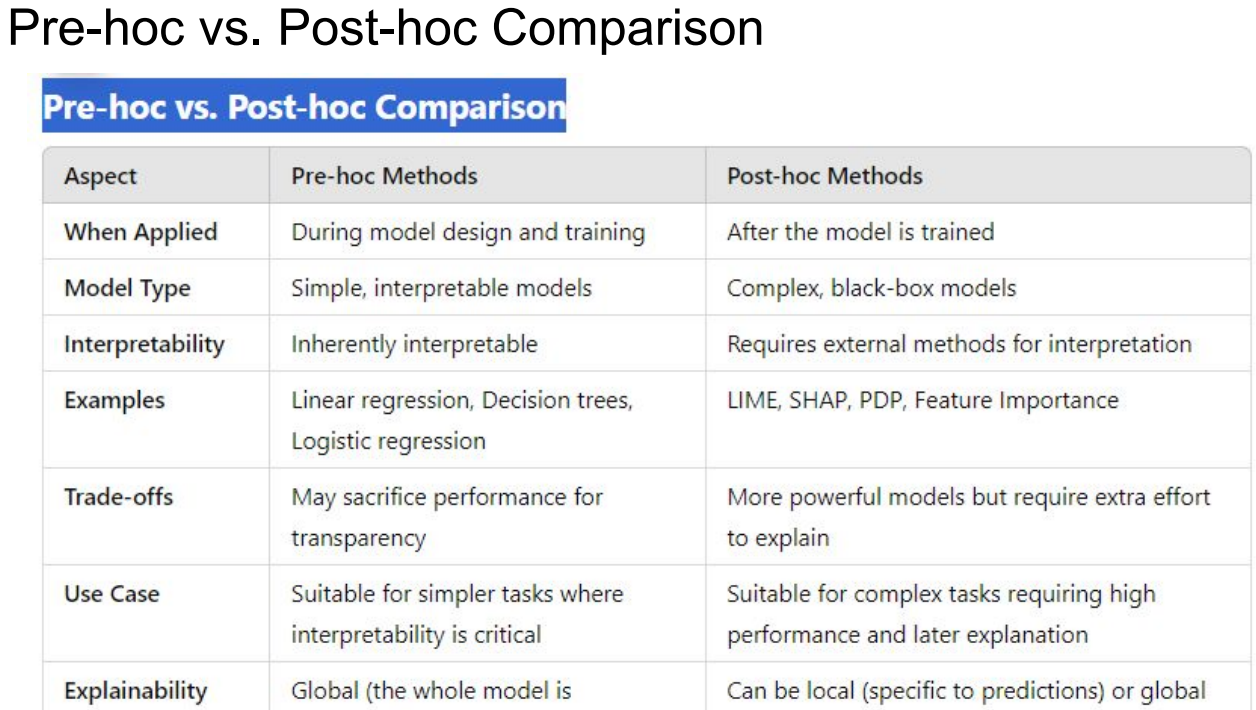 Pre-hoc vs. Post-hoc Comparison
Pre-hoc vs. Post-hoc Comparison
Aspect Pre-hoc Methods Post-hoc Methods
When Applied During model design and training After the model is trained
Model Type Simple, interpretable models Complex, black-box models
Interpretability Inherently interpretable Requires external methods for interpretation
Examples Linear regression, Decision trees, LIME, SHAP, PDP, Feature Importance
Logistic regression
Trade-offs May sacrifice performance for More powerful models but require extra effort
transparency to explain
Use Case Suitable for simpler tasks where Suitable for complex tasks requiring high
interpretability is critical performance and later explanation
Explainability Global (the whole model is Can be local (specific to predictions) or global